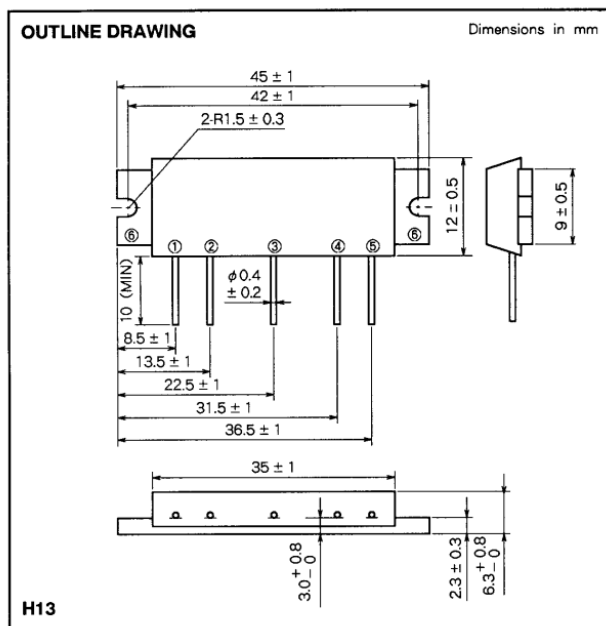 OUTLINE DRAWING
Dimensions in mm
45 ± 1
42 ± 1
2-R1.5 ± 0.3
12 ± 0.5
9 ± 0.5
⑥ ① ② ③ ④ ⑤ ⑥
10 (MIN)
φ0.4
± 0.2
8.5 ± 1
13.5 ± 1
22.5 ± 1
31.5 ± 1
36.5 ± 1
35 ± 1
3.0 + 0.8 - 0
2.3 ± 0.3
6.3 + 0.8 - 0
H13